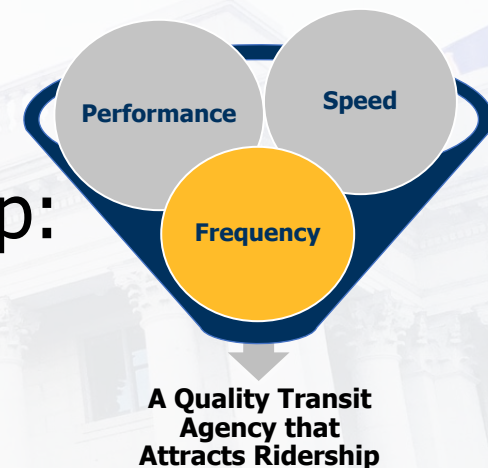 Performance
Speed
p:
Frequency
A Quality Transit
Agency that
Attracts Ridership